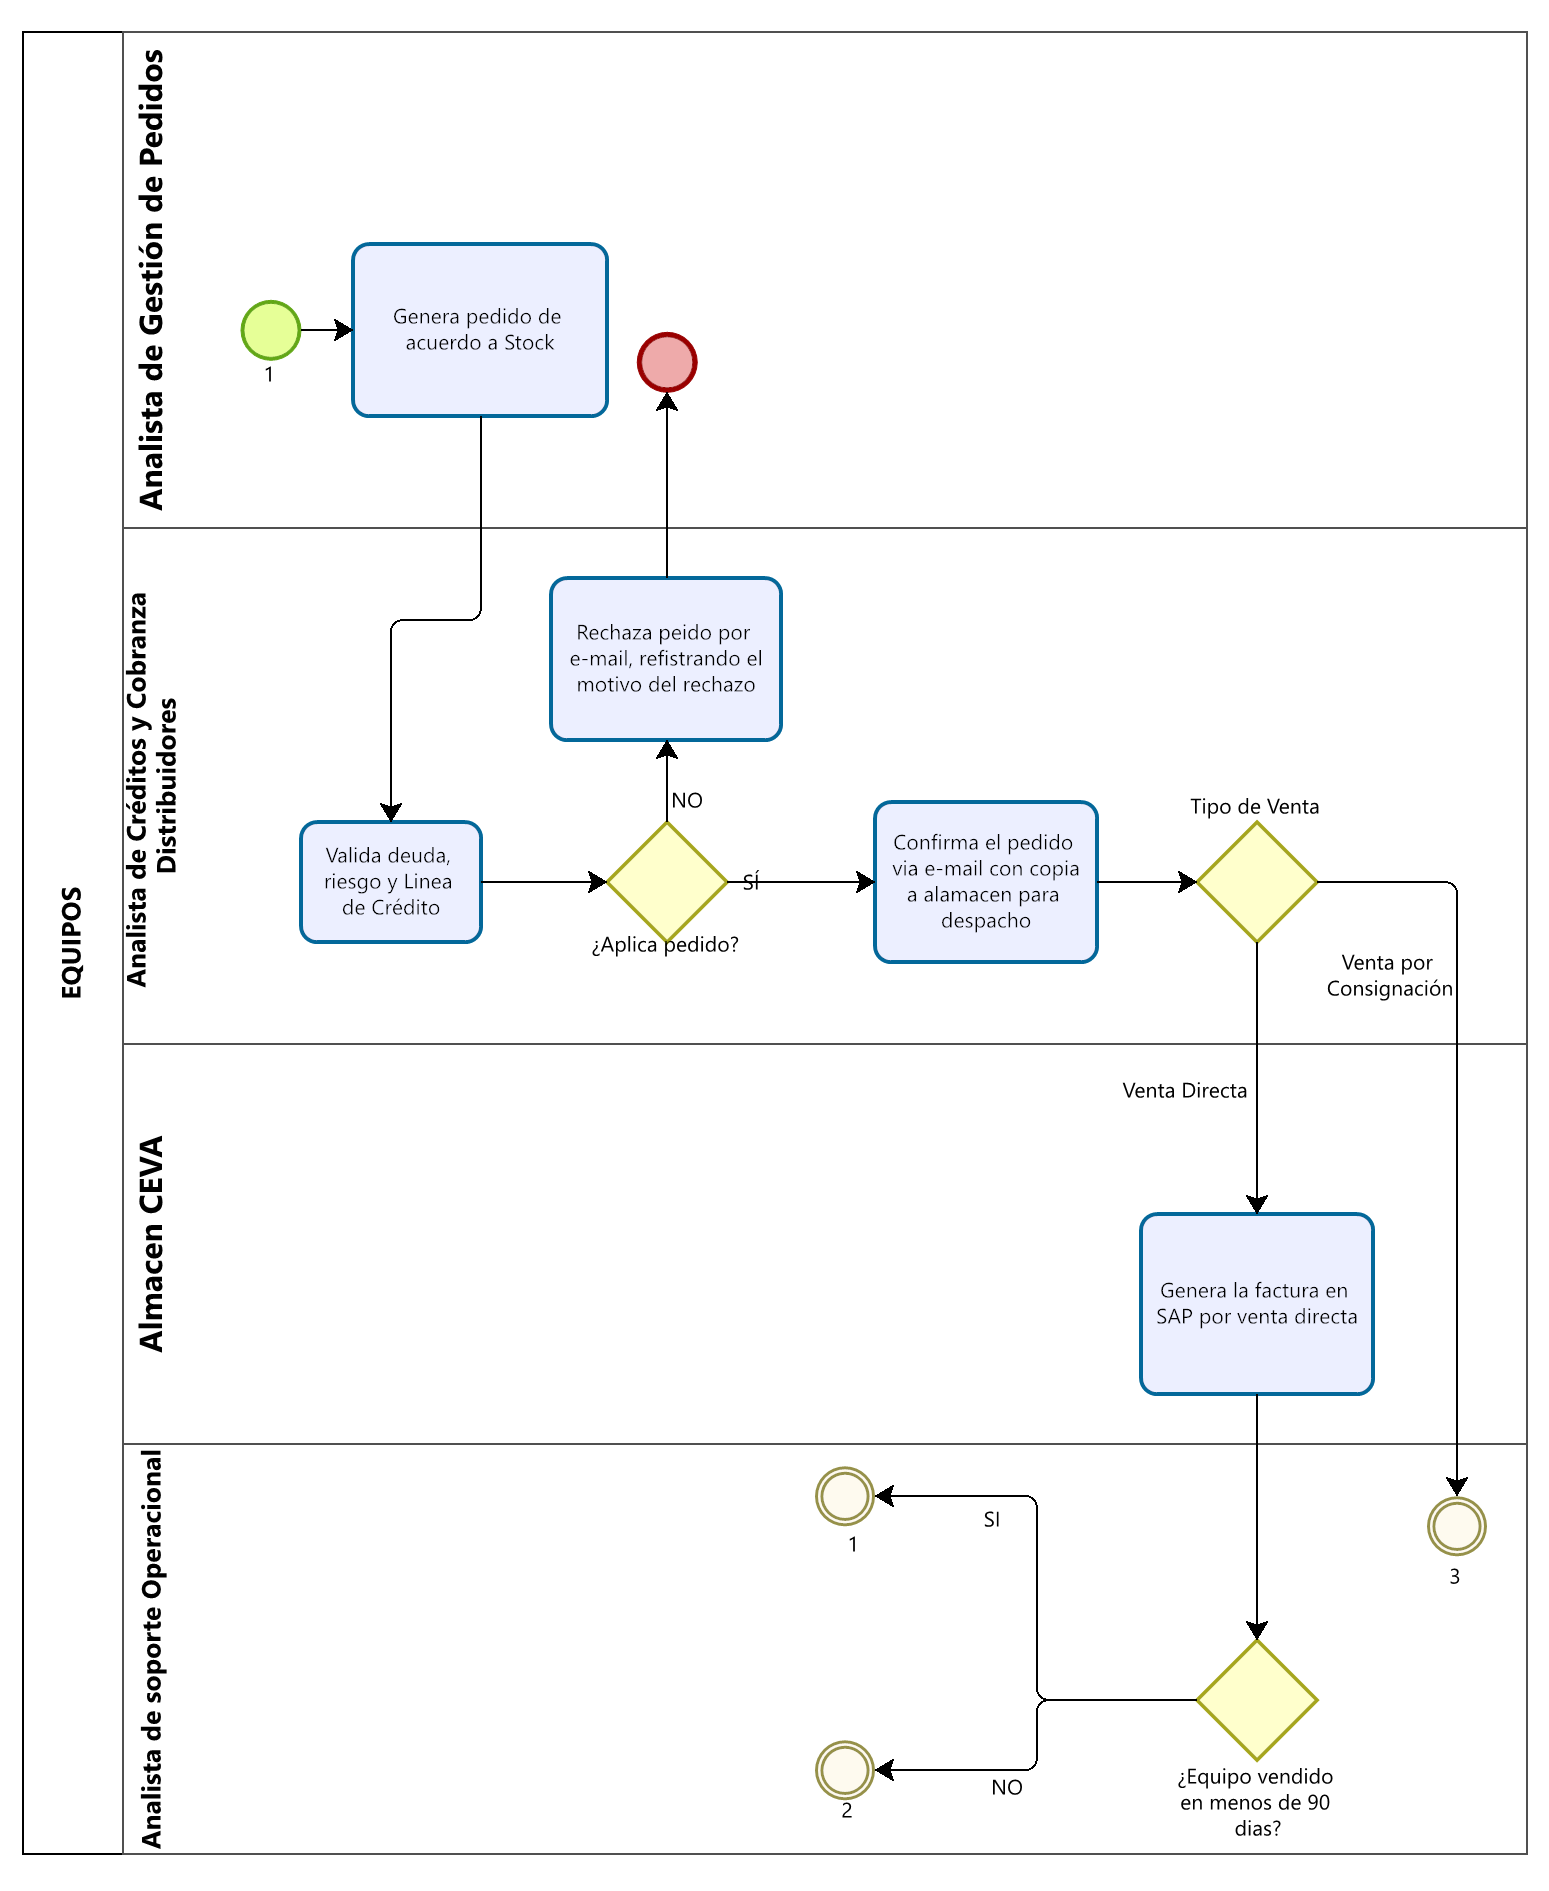 EQUIPOS
Analista de Gestión de Pedidos
1
Genera pedido de
acuerdo a Stock
Analista de Créditos y Cobranza
Distribuidores
Rechaza peido por
e-mail, refistrando el
motivo del rechazo
NO
Valida deuda,
riesgo y Linea
de Crédito
SÍ
¿Aplica pedido?
Confirma el pedido
via e-mail con copia
a alamacen para
despacho
Tipo de Venta
Venta por
Consignación
Almacen CEVA
Venta Directa
Genera la factura en
SAP por venta directa
Analista de soporte Operacional
SI
1
3
NO
2
¿Equipo vendido
en menos de 90
dias?